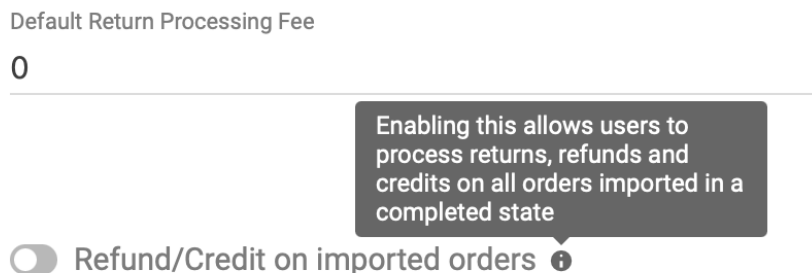 Default Return Processing Fee
0
Enabling this allows users to
process returns, refunds and
credits on all orders imported in a
completed state
Refund/Credit on imported orders